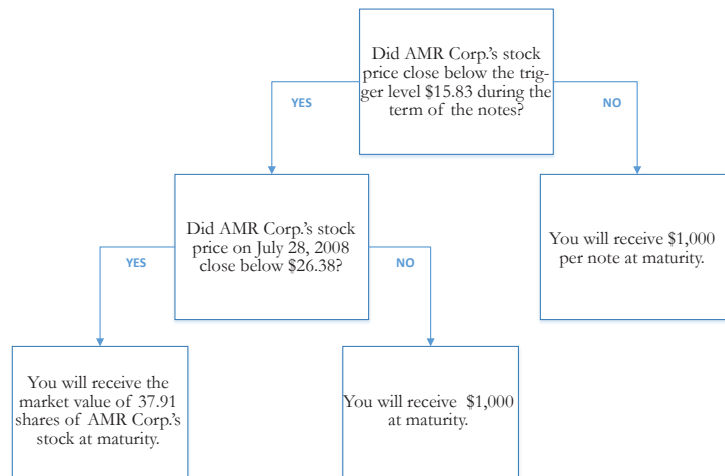 Did AMR Corp.'s stock
price close below the trig-
ger level $15.83 during the
term of the notes?
YES
NO
Did AMR Corp.'s stock
price on July 28, 2008
close below $26.38?
You will receive $1,000
per note at maturity.
YES
NO
You will receive the
market value of 37.91
shares of AMR Corp.'s
stock at maturity.
You will receive $1,000
at maturity.